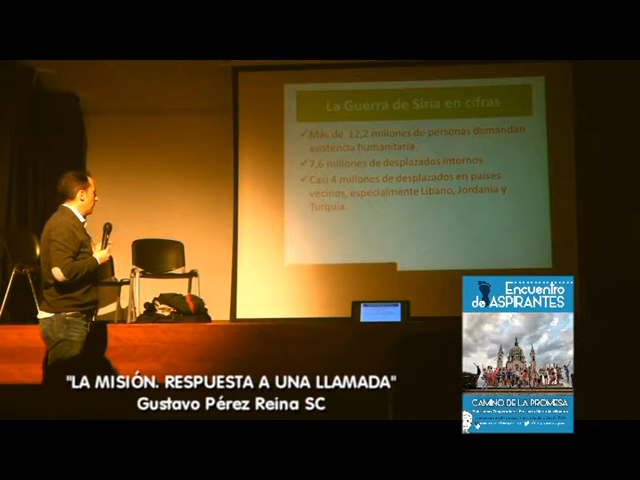 La Guerra de Siria en cifras
✓Más de 12,2 millones de personas demandan
asistencia humanitaria.
✓7,6 millones de desplazados internos
✓Casi 4 millones de desplazados en países
vecinos, especialmente Líbano, Jordania y
Turquía.
Encuentro
de ASPIRANTES
CAMINO DE LA PROMESA
"LA MISIÓN. RESPUESTA A UNA LLAMADA"
Gustavo Pérez Reina SC